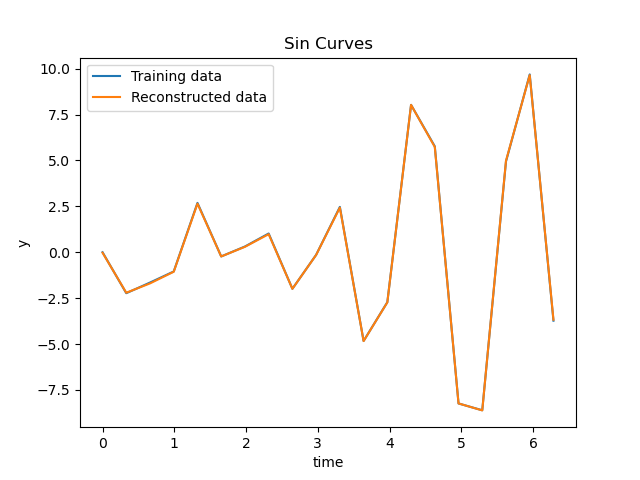 Sin Curves
Training data
Reconstructed data
10.0
7.5
5.0
2.5
0.0
−2.5
−5.0
−7.5
y
0 1 2 3 4 5 6
time